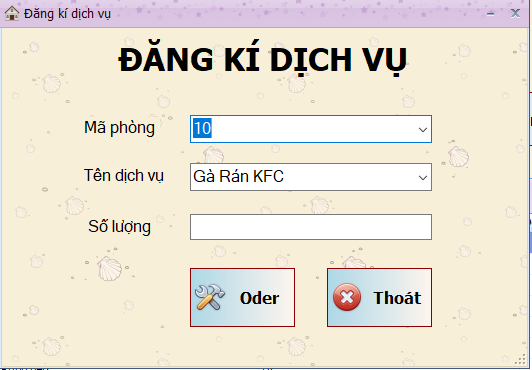 Đăng kí dịch vụ
ĐĂNG KÍ DỊCH VỤ
Mã phòng 10
Tên dịch vụ Gà Rán KFC
Số lượng
Oder Thoát